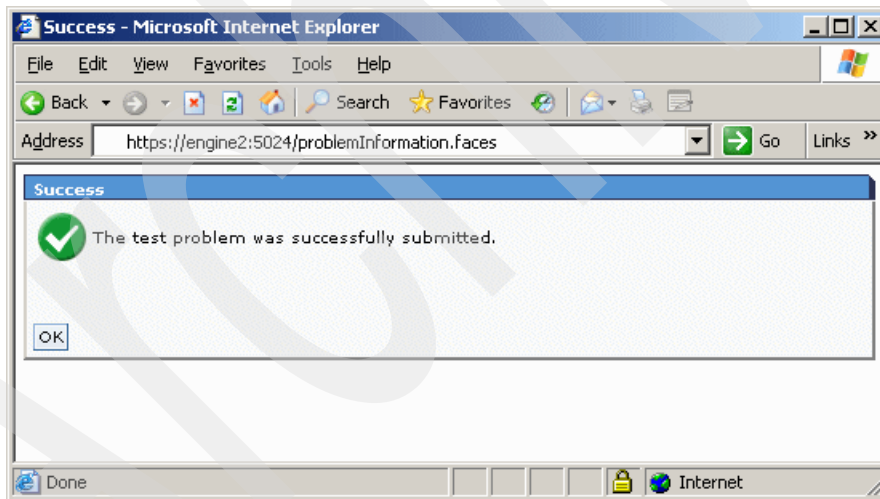 Success - Microsoft Internet Explorer
File Edit View Favorites Tools Help
Back Search Favorites
Address https://engine2:5024/problemInformation.faces Go Links »
Success
The test problem was successfully submitted.
OK
Done Internet